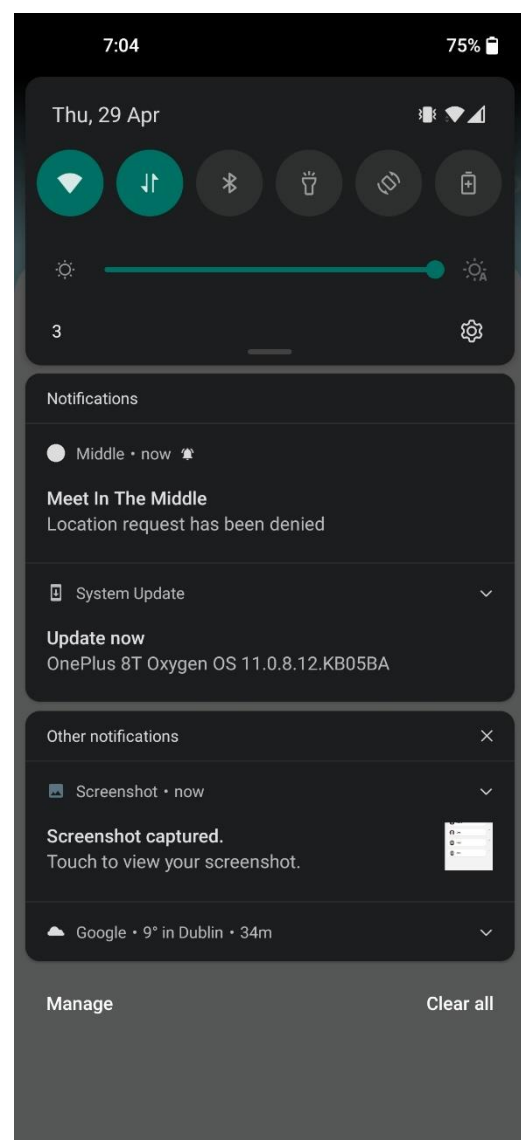 7:04 75%
Thu, 29 Apr
A
3
Notifications
Middle • now
Meet In The Middle
Location request has been denied
System Update
Update now
OnePlus 8T Oxygen OS 11.0.8.12.KB05BA
Other notifications
Screenshot • now
Screenshot captured.
Touch to view your screenshot.
Google • 9° in Dublin • 34m
Manage Clear all